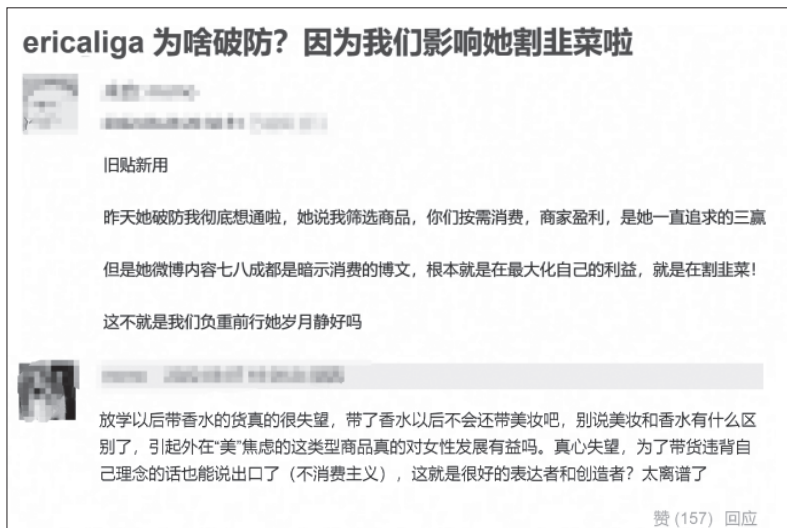 ericaliga 为啥破防？因为我们影响她割韭菜啦
旧贴新用
昨天她破防我彻底想通啦，她说我筛选商品，你们按需消费，商家盈利，是她一直追求的三赢
但是她微博内容七八成都是暗示消费的博文，根本就是在最大化自己的利益，就是在割韭菜！
这不就是我们负重前行她岁月静好吗
放学以后带香水的货真的很失望，带了香水以后不会还带美妆吧，别说美妆和香水有什么区
别了，引起外在“美”焦虑的这类型商品真的对女性发展有益吗。真心失望，为了带货违背自
己理念的话也能说出口了（不消费主义），这就是很好的表达者和创造者？太离谱了
赞 (157) 回应